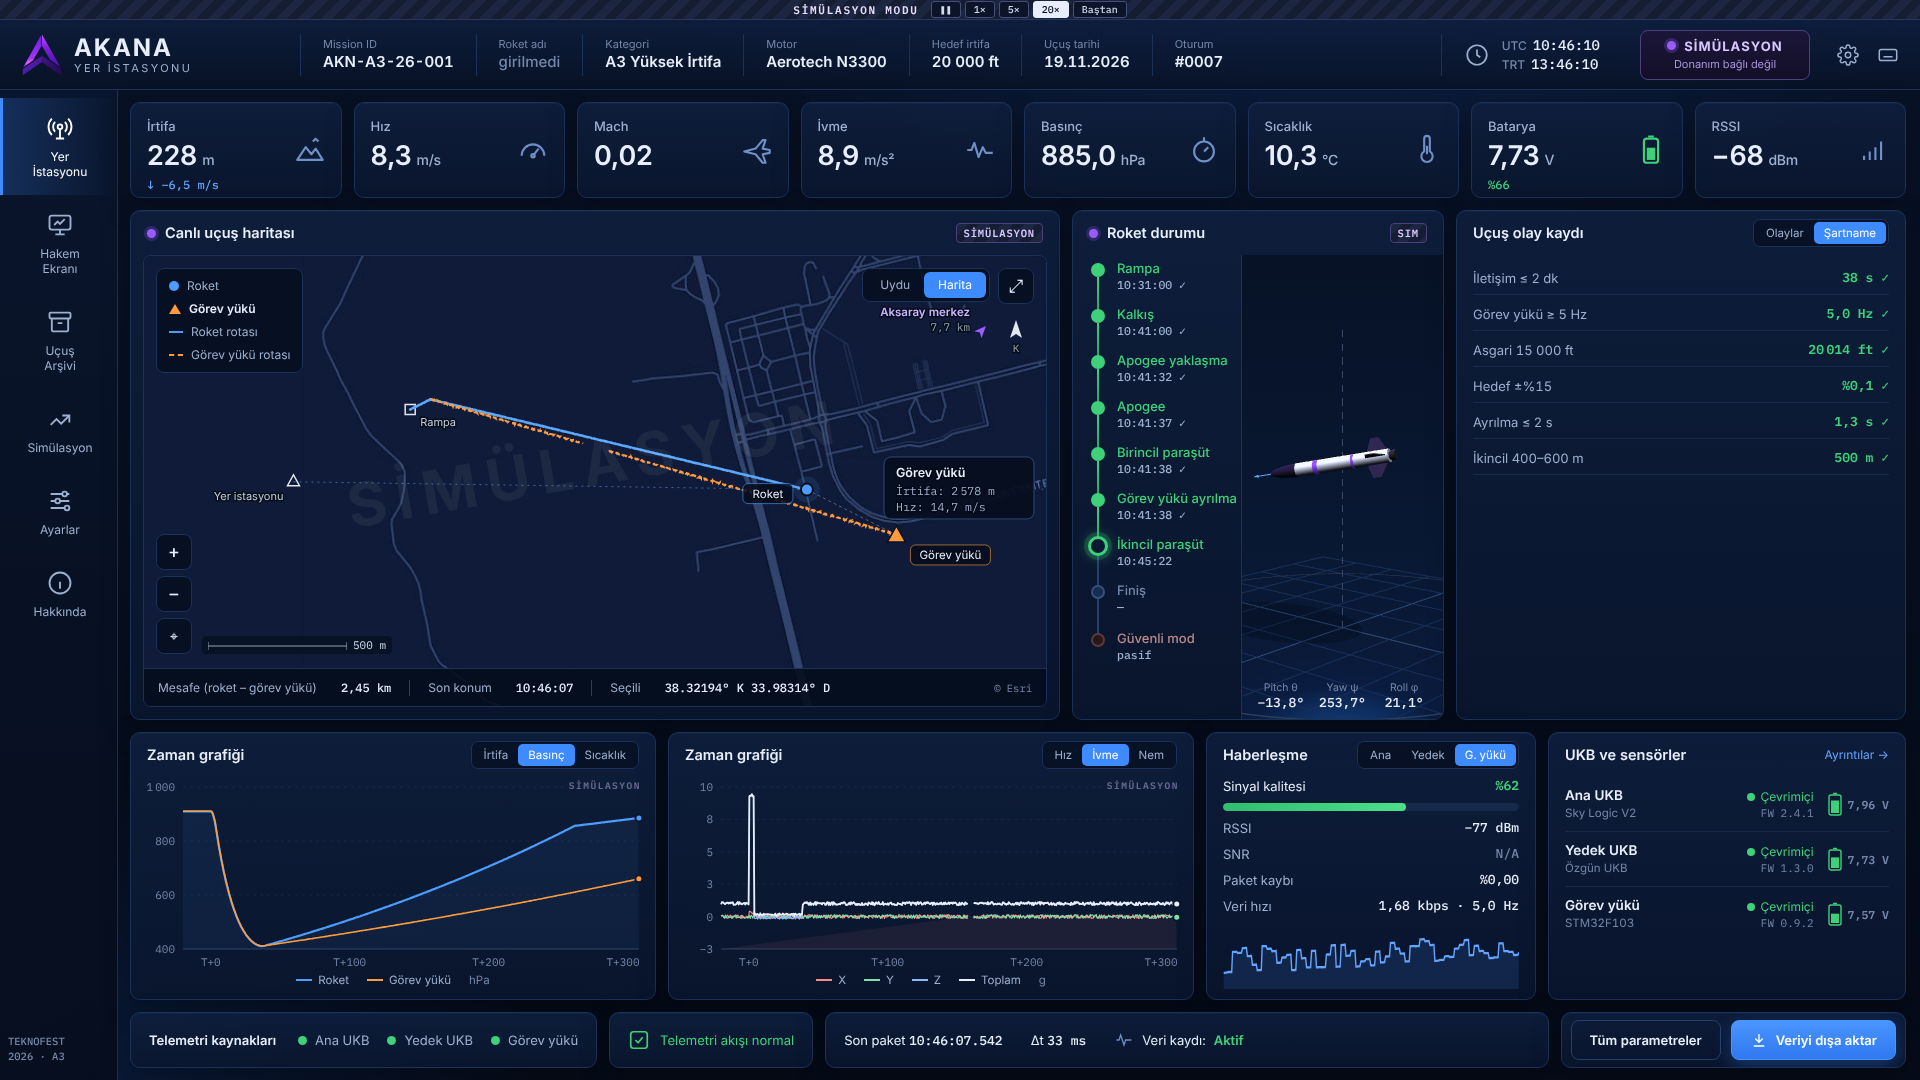 SİMÜLASYON MODU 1× 5× 20× Baştan
AKANA
YER İSTASYONU
Mission ID
AKN-A3-26-001
Roket adı
girilmedi
Kategori
A3 Yüksek İrtifa
Motor
Aerotech N3300
Hedef irtifa
20 000 ft
Uçuş tarihi
19.11.2026
Oturum
#0007
UTC 10:46:10
TRT 13:46:10
SİMÜLASYON
Donanım bağlı değil
Yer
İstasyonu
Hakem
Ekranı
Uçuş
Arşivi
Simülasyon
Ayarlar
Hakkında
TEKNOFEST
2026 · A3
İrtifa
228 m
↓ −6,5 m/s
Hız
8,3 m/s
Mach
0,02
İvme
8,9 m/s²
Basınç
885,0 hPa
Sıcaklık
10,3 °C
Batarya
7,73 V
%66
RSSI
−68 dBm
Canlı uçuş haritası
SİMÜLASYON
Roket
Görev yükü
Roket rotası
Görev yükü rotası
Uydu Harita
Aksaray merkez
7,7 km
K
SİMÜLASYON
Rampa
Yer istasyonu
Roket
Görev yükü
İrtifa: 2 578 m
Hız: 14,7 m/s
Görev yükü
+
−
500 m
Mesafe (roket – görev yükü) 2,45 km Son konum 10:46:07 Seçili 38.32194° K 33.98314° D © Esri
Roket durumu
SIM
Rampa
10:31:00 ✓
Kalkış
10:41:00 ✓
Apogee yaklaşma
10:41:32 ✓
Apogee
10:41:37 ✓
Birincil paraşüt
10:41:38 ✓
Görev yükü ayrılma
10:41:38 ✓
İkincil paraşüt
10:45:22
Finiş
–
Güvenli mod
pasif
Pitch θ Yaw ψ Roll φ
−13,8° 253,7° 21,1°
Uçuş olay kaydı
Olaylar Şartname
İletişim ≤ 2 dk 38 s ✓
Görev yükü ≥ 5 Hz 5,0 Hz ✓
Asgari 15 000 ft 20 014 ft ✓
Hedef ±%15 %0,1 ✓
Ayrılma ≤ 2 s 1,3 s ✓
İkincil 400–600 m 500 m ✓
Zaman grafiği
İrtifa Basınç Sıcaklık
SİMÜLASYON
1 000
800
600
400
T+0 T+100 T+200 T+300
Roket Görev yükü hPa
Zaman grafiği
Hız İvme Nem
SİMÜLASYON
10
8
5
3
0
−3
T+0 T+100 T+200 T+300
X Y Z Toplam g
Haberleşme
Ana Yedek G. yükü
Sinyal kalitesi %62
RSSI −77 dBm
SNR N/A
Paket kaybı %0,00
Veri hızı 1,68 kbps · 5,0 Hz
UKB ve sensörler
Ayrıntılar →
Ana UKB
Sky Logic V2
Çevrimiçi
FW 2.4.1
7,96 V
Yedek UKB
Özgün UKB
Çevrimiçi
FW 1.3.0
7,73 V
Görev yükü
STM32F103
Çevrimiçi
FW 0.9.2
7,57 V
Telemetri kaynakları Ana UKB Yedek UKB Görev yükü
Telemetri akışı normal
Son paket 10:46:07.542 Δt 33 ms Veri kaydı: Aktif
Tüm parametreler
Veriyi dışa aktar